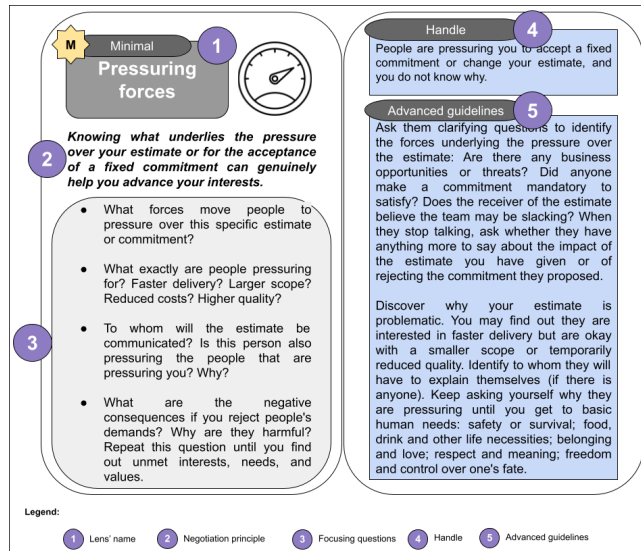 M
Minimal
1
Pressuring
forces
2
Knowing what underlies the pressure
over your estimate or for the acceptance
of a fixed commitment can genuinely
help you advance your interests.
3
● What forces move people to
pressure over this specific estimate
or commitment?
● What exactly are people pressuring
for? Faster delivery? Larger scope?
Reduced costs? Higher quality?
● To whom will the estimate be
communicated? Is this person also
pressuring the people that are
pressuring you? Why?
● What are the negative
consequences if you reject people's
demands? Why are they harmful?
Repeat this question until you find
out unmet interests, needs, and
values.
Handle
4
People are pressuring you to accept a fixed
commitment or change your estimate, and
you do not know why.
Advanced guidelines
5
Ask them clarifying questions to identify
the forces underlying the pressure over
the estimate: Are there any business
opportunities or threats? Did anyone
make a commitment mandatory to
satisfy? Does the receiver of the estimate
believe the team may be slacking? When
they stop talking, ask whether they have
anything more to say about the impact of
the estimate you have given or of
rejecting the commitment they proposed.
Discover why your estimate is
problematic. You may find out they are
interested in faster delivery but are okay
with a smaller scope or temporarily
reduced quality. Identify to whom they will
have to explain themselves (if there is
anyone). Keep asking yourself why they
are pressuring until you get to basic
human needs: safety or survival; food,
drink and other life necessities; belonging
and love; respect and meaning; freedom
and control over one's fate.
Legend:
1 Lens' name
2 Negotiation principle
3 Focusing questions
4 Handle
5 Advanced guidelines